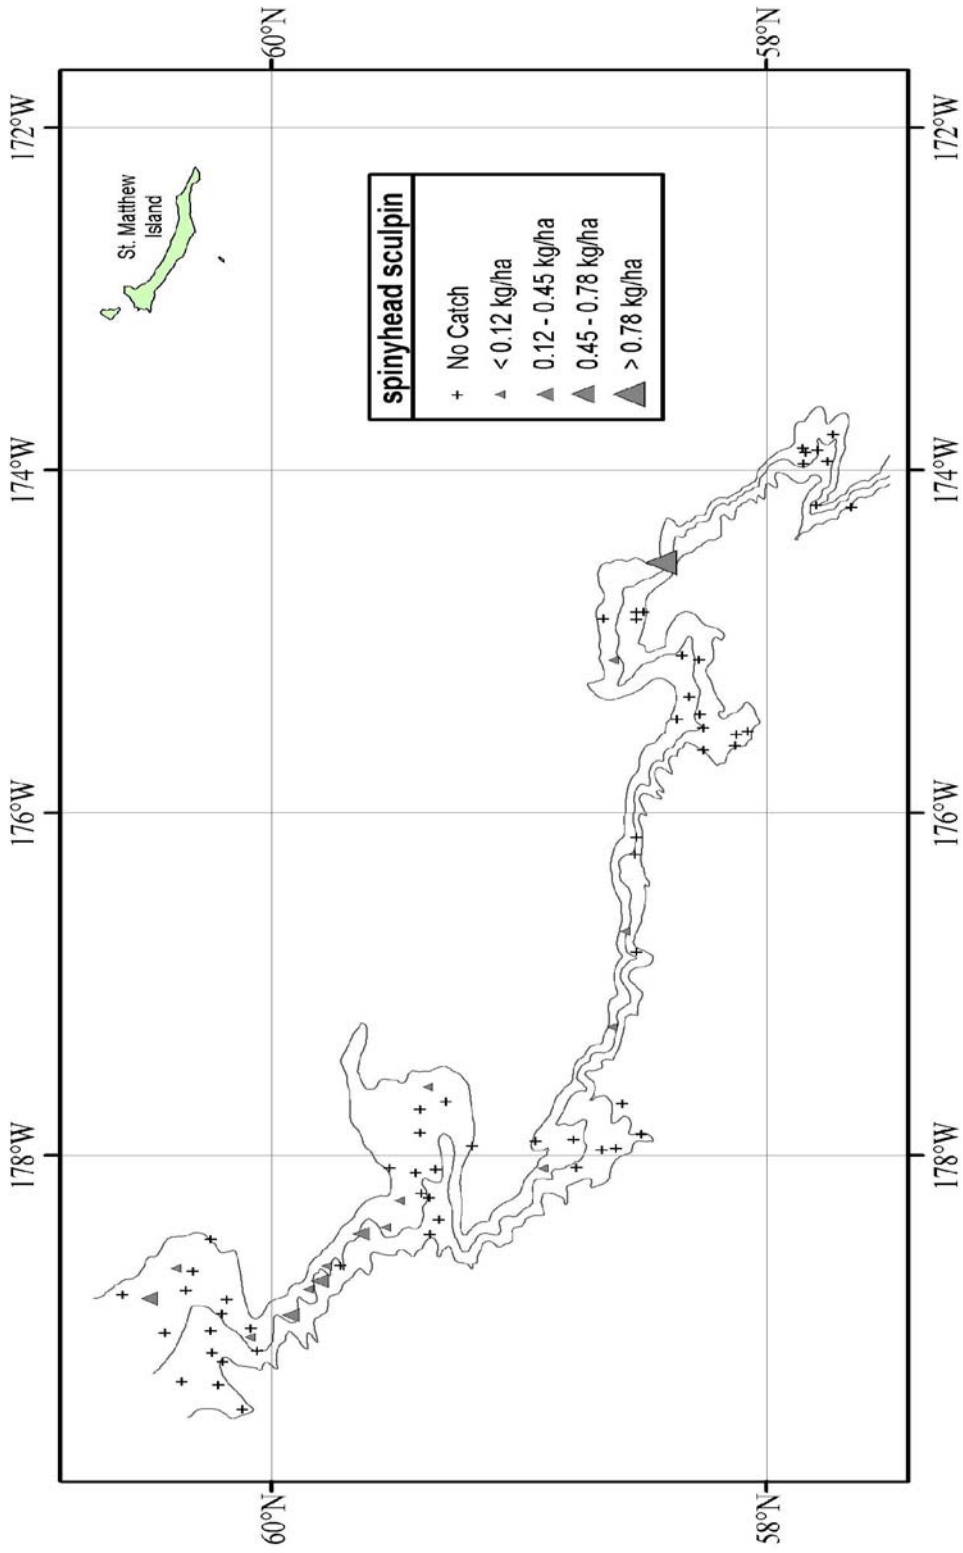 172°W
174°W
176°W
178°W
60°N
60°N
St. Matthew
Island
spinyhead sculpin
No Catch
< 0.12 kg/ha
0.12 - 0.45 kg/ha
0.45 - 0.78 kg/ha
> 0.78 kg/ha
58°N
58°N
172°W
174°W
176°W
178°W